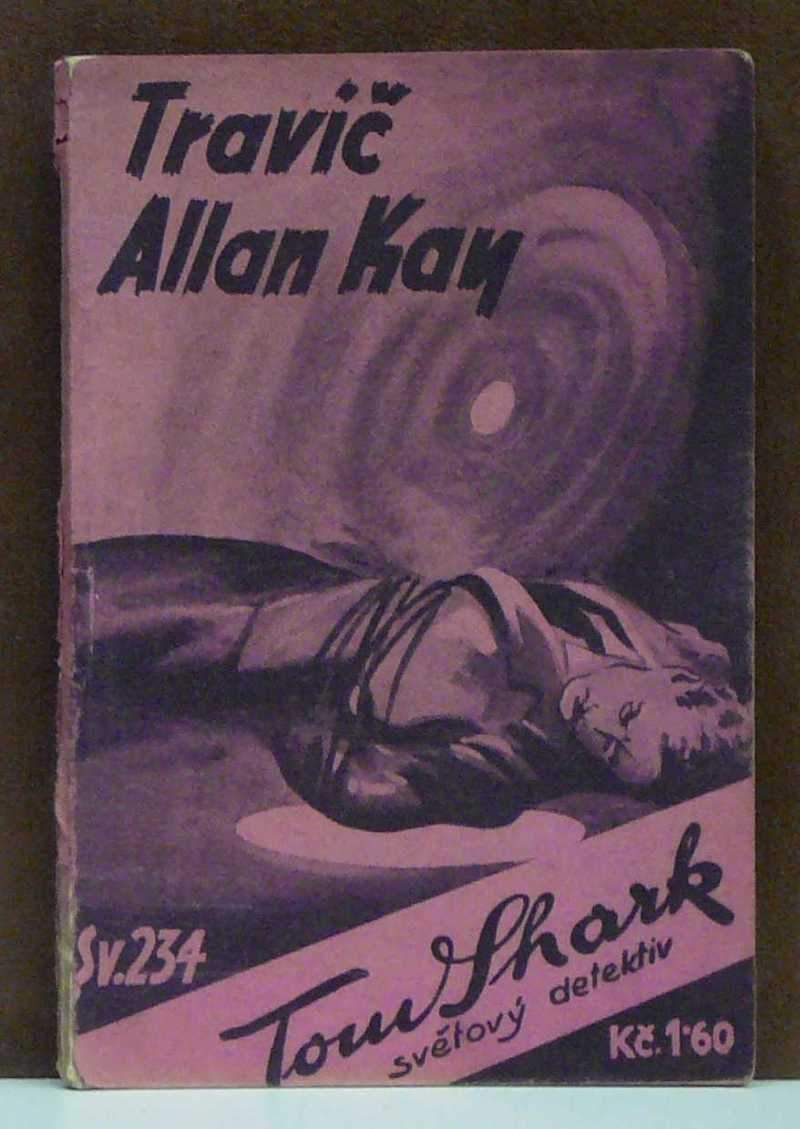 Travič
Allan Kay
Sv.234
Tom Shark
světový detektiv
Kč.1·60